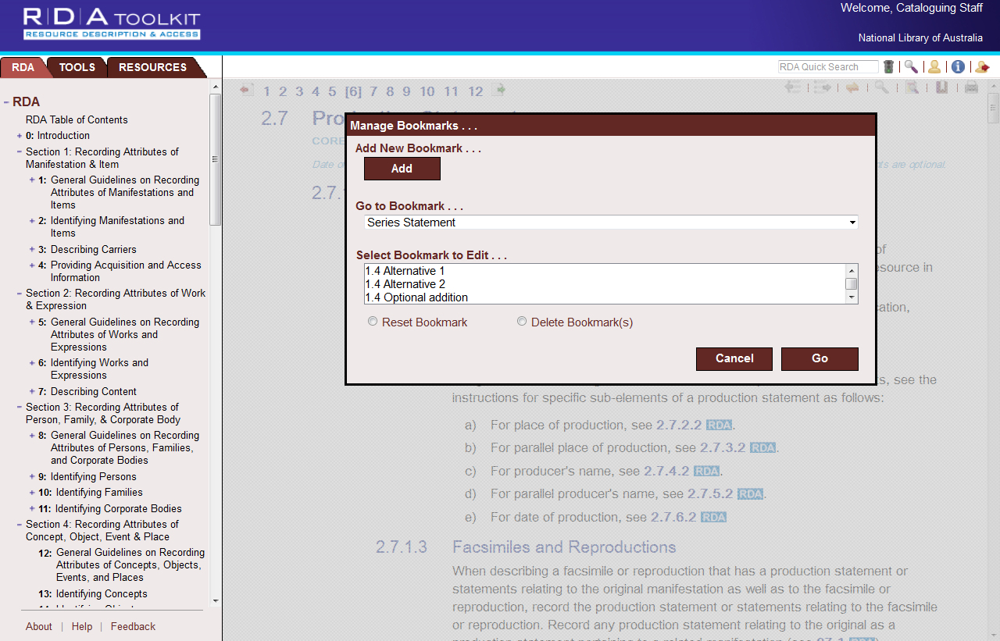 R|D|A TOOLKIT
RESOURCE DESCRIPTION & ACCESS
Welcome, Cataloguing Staff
National Library of Australia
RDA
TOOLS
RESOURCES
RDA Quick Search
RDA
RDA Table of Contents
0: Introduction
Section 1: Recording Attributes of
Manifestation & Item
1: General Guidelines on Recording
Attributes of Manifestations and
Items
2: Identifying Manifestations and
Items
3: Describing Carriers
4: Providing Acquisition and Access
Information
Section 2: Recording Attributes of Work
& Expression
5: General Guidelines on Recording
Attributes of Works and
Expressions
6: Identifying Works and
Expressions
7: Describing Content
Section 3: Recording Attributes of
Person, Family, & Corporate Body
8: General Guidelines on Recording
Attributes of Persons, Families,
and Corporate Bodies
9: Identifying Persons
10: Identifying Families
11: Identifying Corporate Bodies
Section 4: Recording Attributes of
Concept, Object, Event & Place
12: General Guidelines on Recording
Attributes of Concepts, Objects,
Events, and Places
13: Identifying Concepts
About | Help | Feedback
1 2 3 4 5 [6] 7 8 9 10 11 12
2.7
CORE
Date
are optional.
2.7.
Manage Bookmarks . . .
Add New Bookmark . . .
Add
Go to Bookmark . . .
Series Statement
Select Bookmark to Edit . . .
1.4 Alternative 1
1.4 Alternative 2
1.4 Optional addition
Reset Bookmark
Delete Bookmark(s)
Cancel
Go
of
resource in
see the
instructions for specific sub-elements of a production statement as follows:
a) For place of production, see 2.7.2.2 RDA.
b) For parallel place of production, see 2.7.3.2 RDA.
c) For producer's name, see 2.7.4.2 RDA.
d) For parallel producer's name, see 2.7.5.2 RDA.
e) For date of production, see 2.7.6.2 RDA
2.7.1.3 Facsimiles and Reproductions
When describing a facsimile or reproduction that has a production statement or
statements relating to the original manifestation as well as to the facsimile or
reproduction, record the production statement or statements relating to the facsimile
or reproduction. Record any production statement relating to the original as a